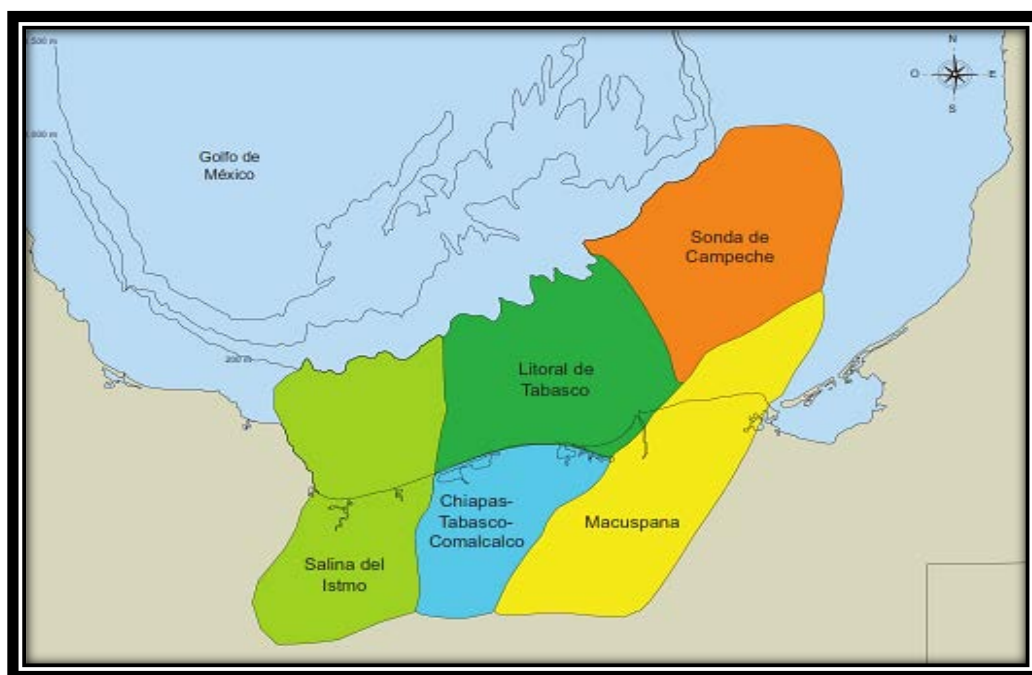 N
O
E
S
Golfo de
México
Sonda de
Campeche
200 m
Litoral de
Tabasco
Chiapas-
Tabasco-
Comalcalco
Macuspana
Salina del
Istmo